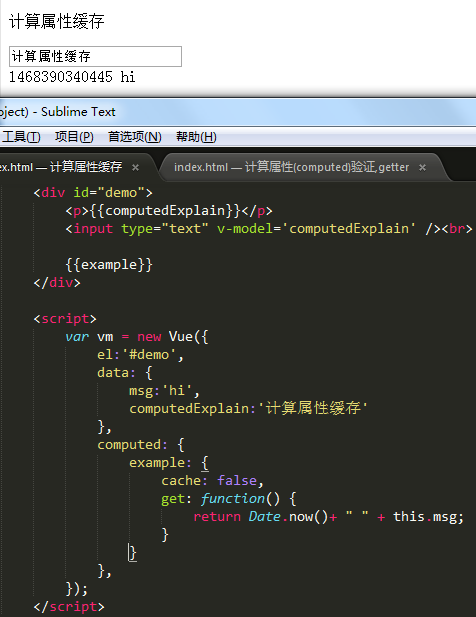 计算属性缓存
计算属性缓存
1468390340445 hi
oject) - Sublime Text
工具(T) 项目(P) 首选项(N) 帮助(H)
ex.html — 计算属性缓存 × index.html — 计算属性(computed)验证,getter ×
<div id="demo">
<p>{{computedExplain}}</p>
<input type="text" v-model='computedExplain' /><br>
{{example}}
</div>
<script>
var vm = new Vue({
el:'#demo',
data: {
msg:'hi',
computedExplain:'计算属性缓存'
},
computed: {
example: {
cache: false,
get: function() {
return Date.now()+ " " + this.msg;
}
}
},
});
</script>